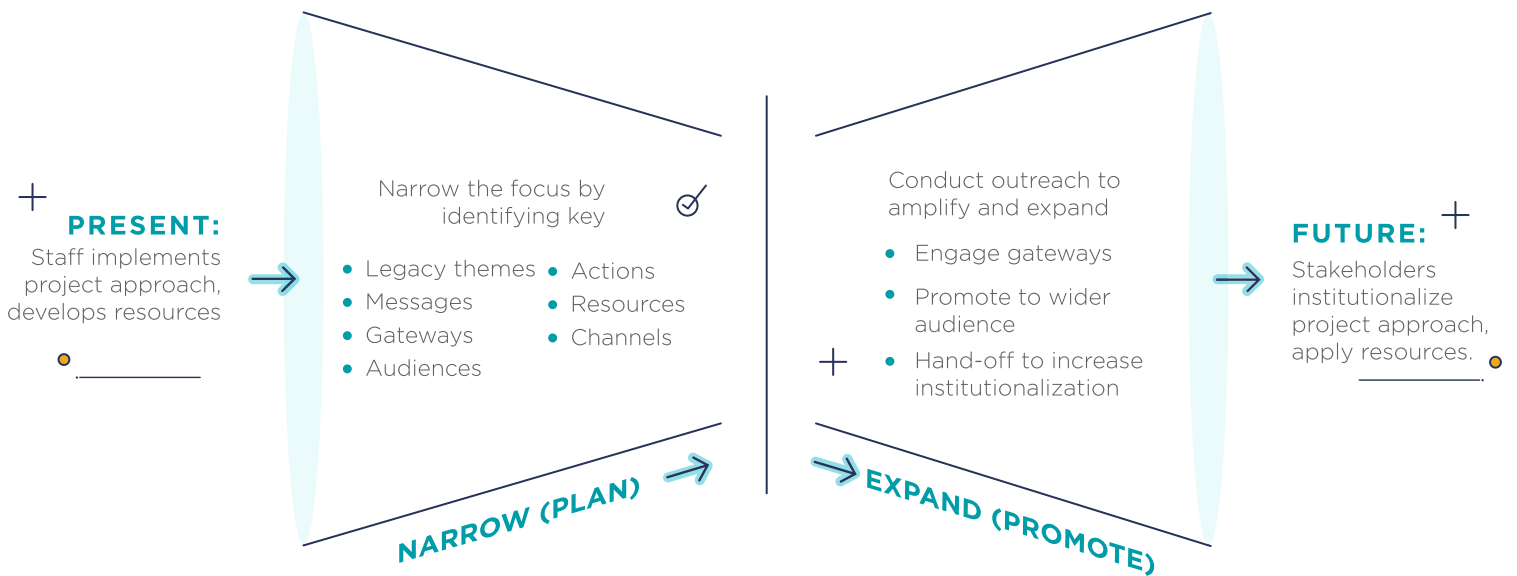 PRESENT:
Staff implements
project approach,
develops resources
Narrow the focus by
identifying key
Legacy themes
Messages
Gateways
Audiences
Actions
Resources
Channels
NARROW (PLAN)
Conduct outreach to
amplify and expand
Engage gateways
Promote to wider
audience
Hand-off to increase
institutionalization
EXPAND (PROMOTE)
FUTURE:
Stakeholders
institutionalize
project approach,
apply resources.